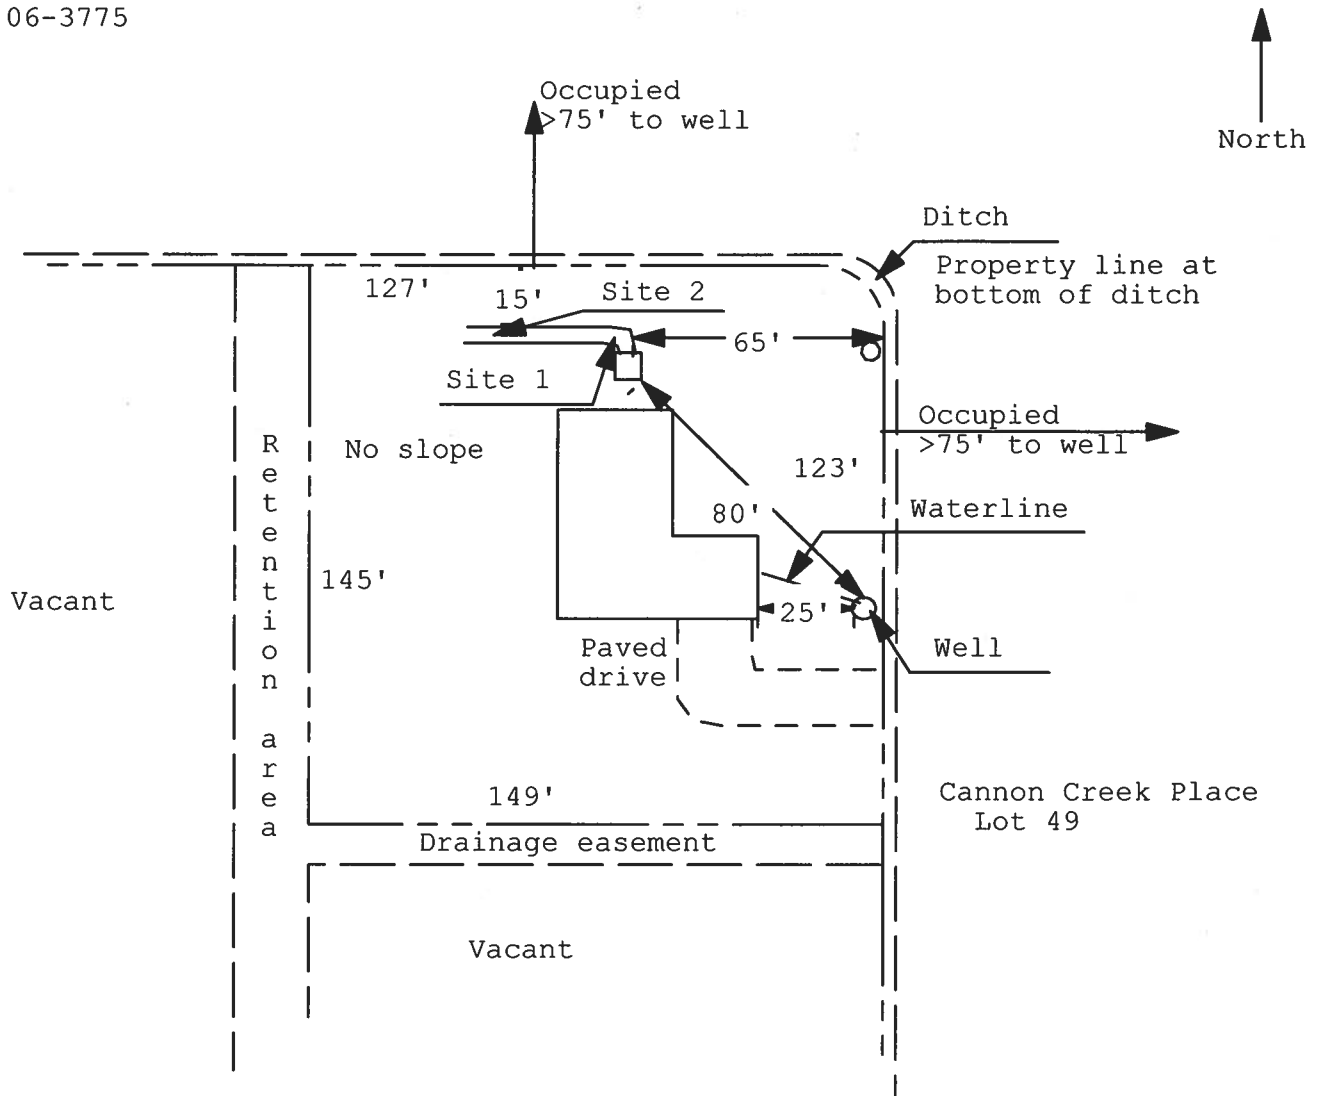 06-3775
Occupied
>75' to well
North
Ditch
Property line at
bottom of ditch
127'
15'
Site 2
65'
Site 1
Occupied
>75' to well
No slope
123'
80'
Waterline
Retention area
145'
Vacant
25'
Paved
drive
Well
149'
Cannon Creek Place
Lot 49
Drainage easement
Vacant